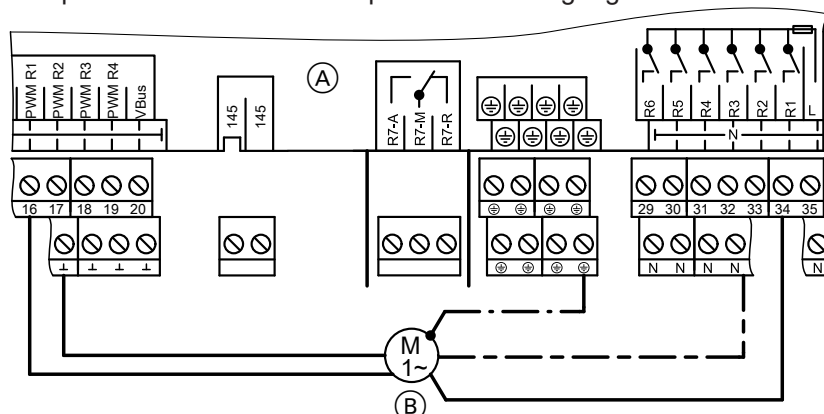 PWM R1
PWM R2
PWM R3
PWM R4
VBus
145
145
A
R7-A
R7-M
R7-R
R6
R5
R4
R3
R2
R1
L
N
16 17 18 19 20
29 30 31 32 33 34 35
N N N N N
M
1~
B